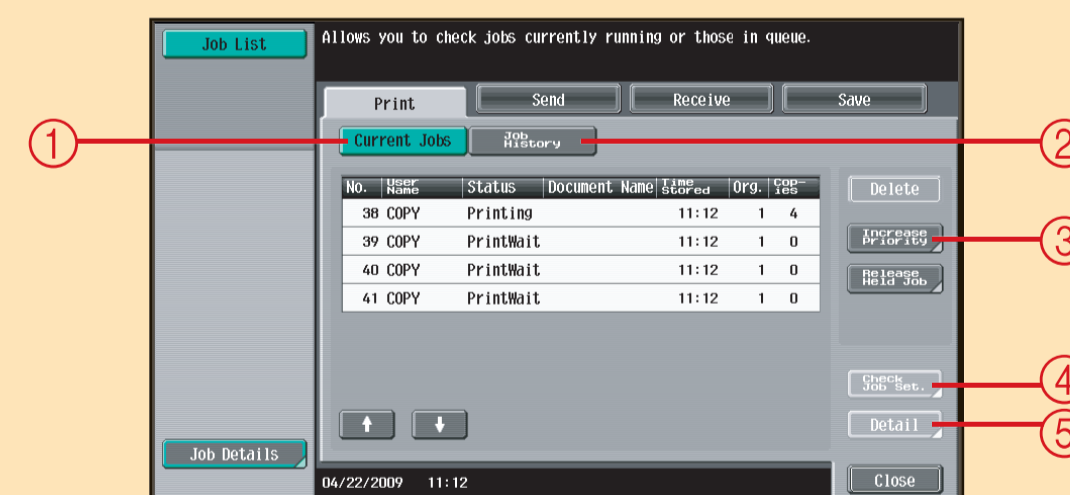 Job List
Allows you to check jobs currently running or those in queue.
Print Send Receive Save
1 Current Jobs Job History 2
No. User Name Status Document Name Time Stored Org. Cop-ies
Delete
38 COPY Printing 11:12 1 4
39 COPY PrintWait 11:12 1 0
Increase Priority 3
40 COPY PrintWait 11:12 1 0
Release Held Job
41 COPY PrintWait 11:12 1 0
Check Job Set. 4
↑ ↓
Detail 5
Job Details
04/22/2009 11:12
Close